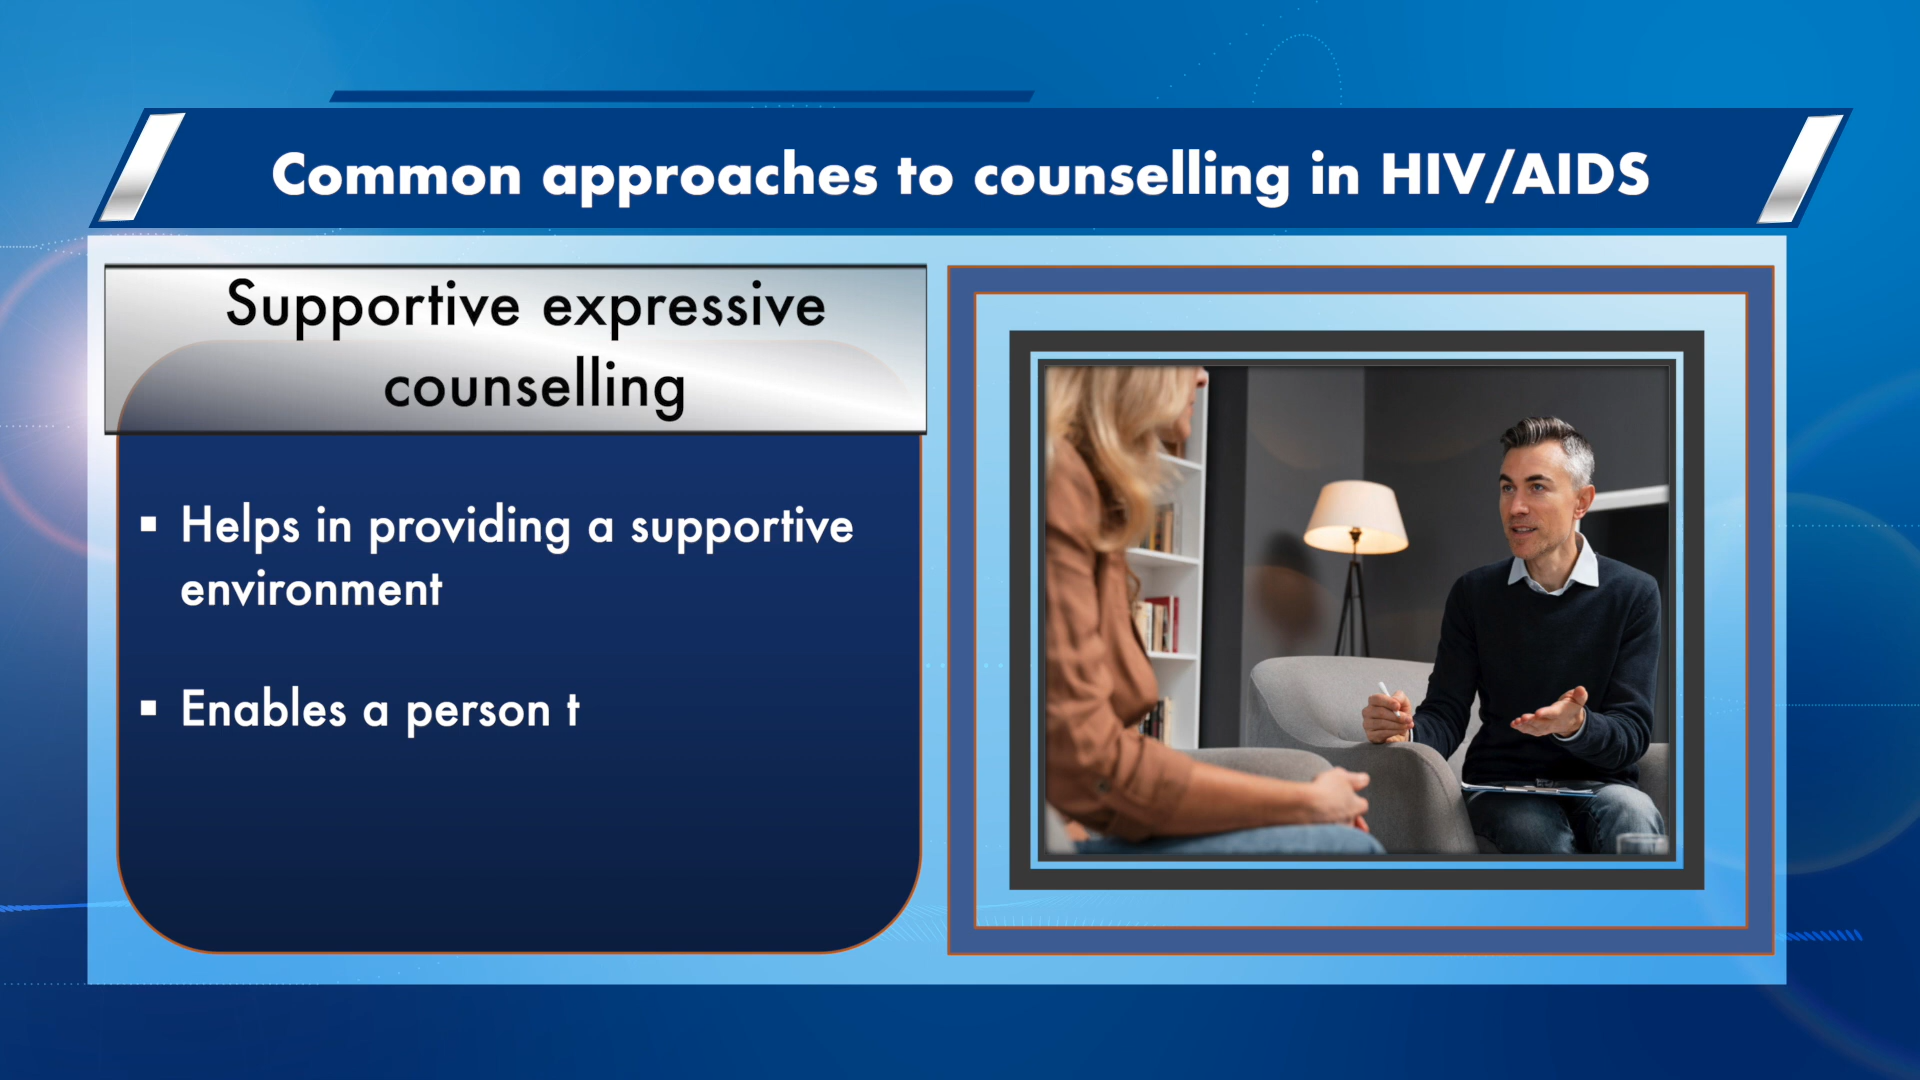 Common approaches to counselling in HIV/AIDS
Supportive expressive
counselling
▪ Helps in providing a supportive
environment
▪ Enables a person t